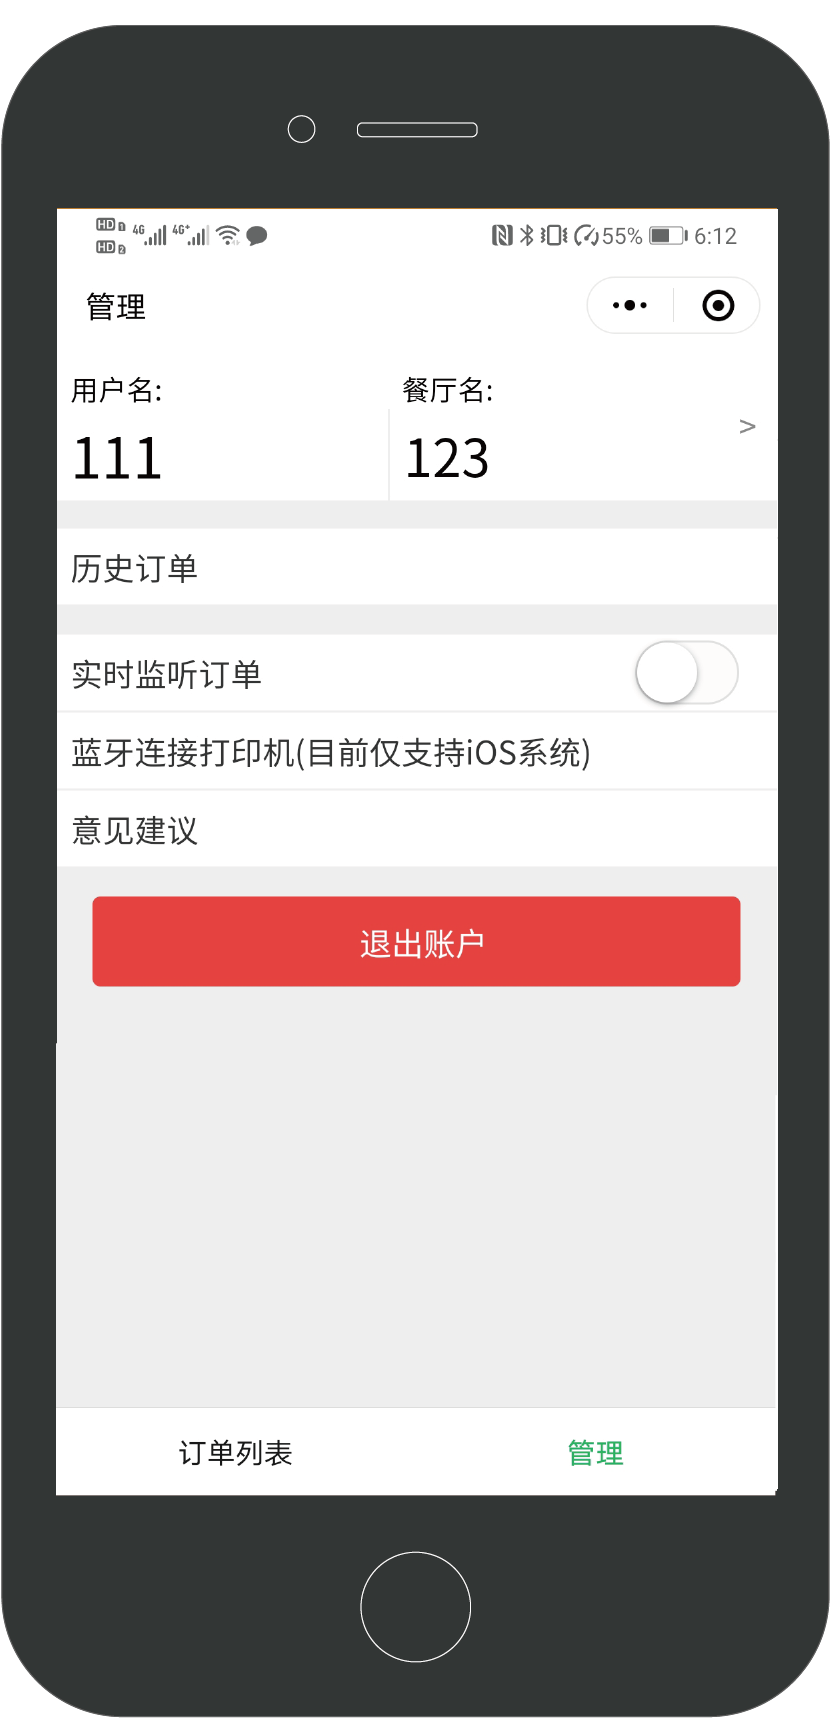 HD 1 4G 4G+ 55% 6:12
HD 2
管理
用户名: 餐厅名:
111 123 >
历史订单
实时监听订单
蓝牙连接打印机(目前仅支持iOS系统)
意见建议
退出账户
订单列表 管理